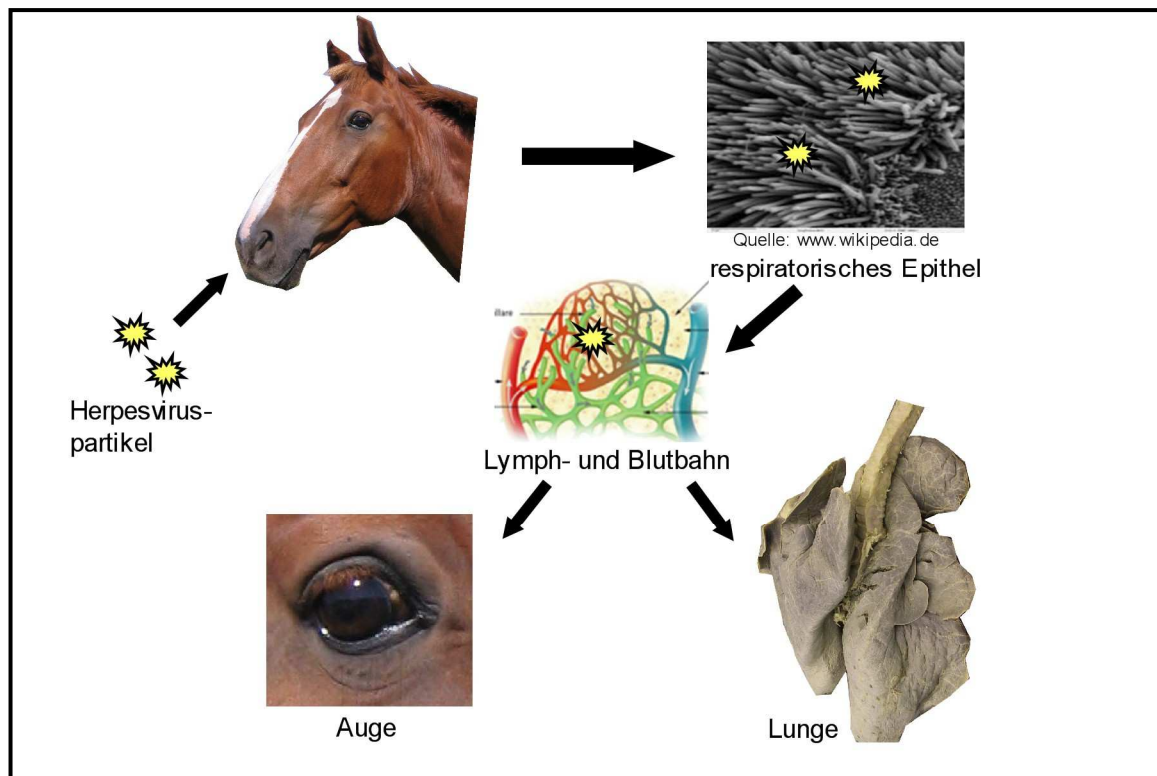 Quelle: www.wikipedia.de
respiratorisches Epithel
Herpesvirus-
partikel
Lymph- und Blutbahn
Auge
Lunge